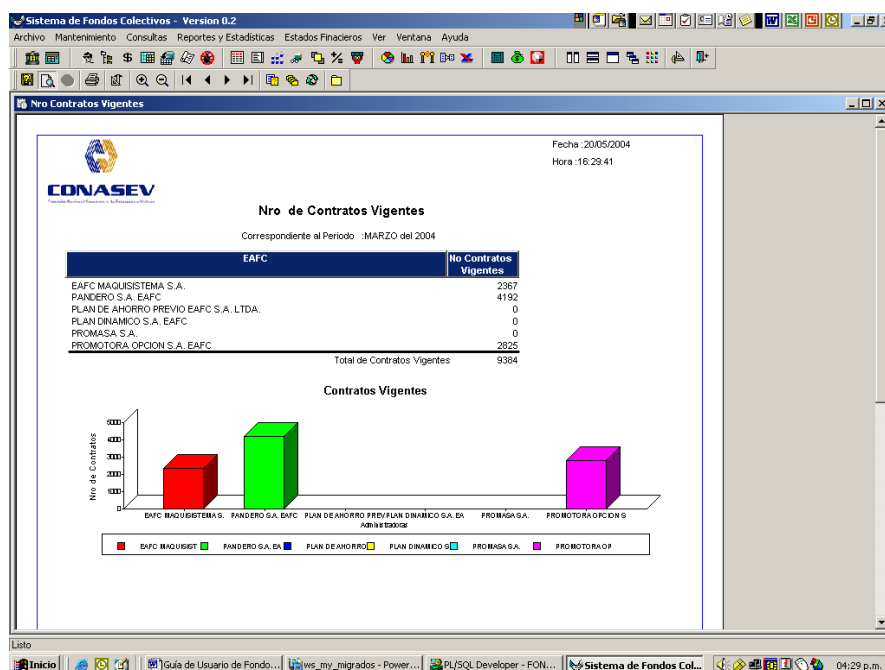 Sistema de Fondos Colectivos - Version 0.2
Archivo Mantenimiento Consultas Reportes y Estadísticas Estados Finacieros Ver Ventana Ayuda
Nro Contratos Vigentes
Fecha :20/05/2004
Hora :16:29:41
CONASEV
Nro de Contratos Vigentes
Correspondiente al Periodo :MARZO del 2004
EAFC No Contratos Vigentes
EAFC MAQUISISTEMA S.A. 2367
PANDERO S.A. EAFC 4192
PLAN DE AHORRO PREVIO EAFC S.A. LTDA. 0
PLAN DINAMICO S.A. EAFC 0
PROMASA S.A. 0
PROMOTORA OPCION S.A. EAFC 2825
Total de Contratos Vigentes 9384
Contratos Vigentes
Nro de Contratos
5000
4000
3000
2000
1000
0
EAFC MAQUISISTEMA S. PANDERO S.A. EAFC PLAN DE AHORRO PREV PLAN DINAMICO S.A. EA PROMASA S.A. PROMOTORA OPCION S
Administradoras
EAFC MAQUISIST PANDERO S.A. EA PLAN DE AHORRO PLAN DINAMICO S PROMASA S.A. PROMOTORA OP
Listo
Inicio Guía de Usuario de Fondo... ws_my_migrados - Power... PL/SQL Developer - FON... Sistema de Fondos Col... 04:29 p.m.